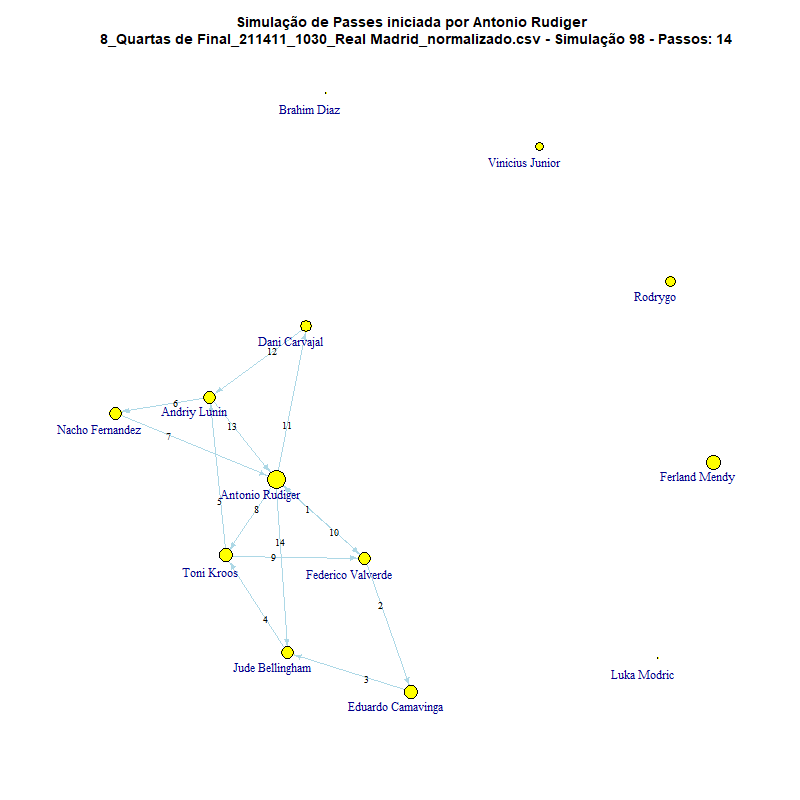 Simulação de Passes iniciada por Antonio Rudiger
8_Quartas de Final_211411_1030_Real Madrid_normalizado.csv - Simulação 98 - Passos: 14
Brahim Diaz
Vinicius Junior
Rodrygo
Dani Carvajal
12
6
Andriy Lunin
11
13
Nacho Fernandez
7
Ferland Mendy
Antonio Rudiger
5
8
1
10
14
9
Toni Kroos
Federico Valverde
2
4
Jude Bellingham
Luka Modric
3
Eduardo Camavinga